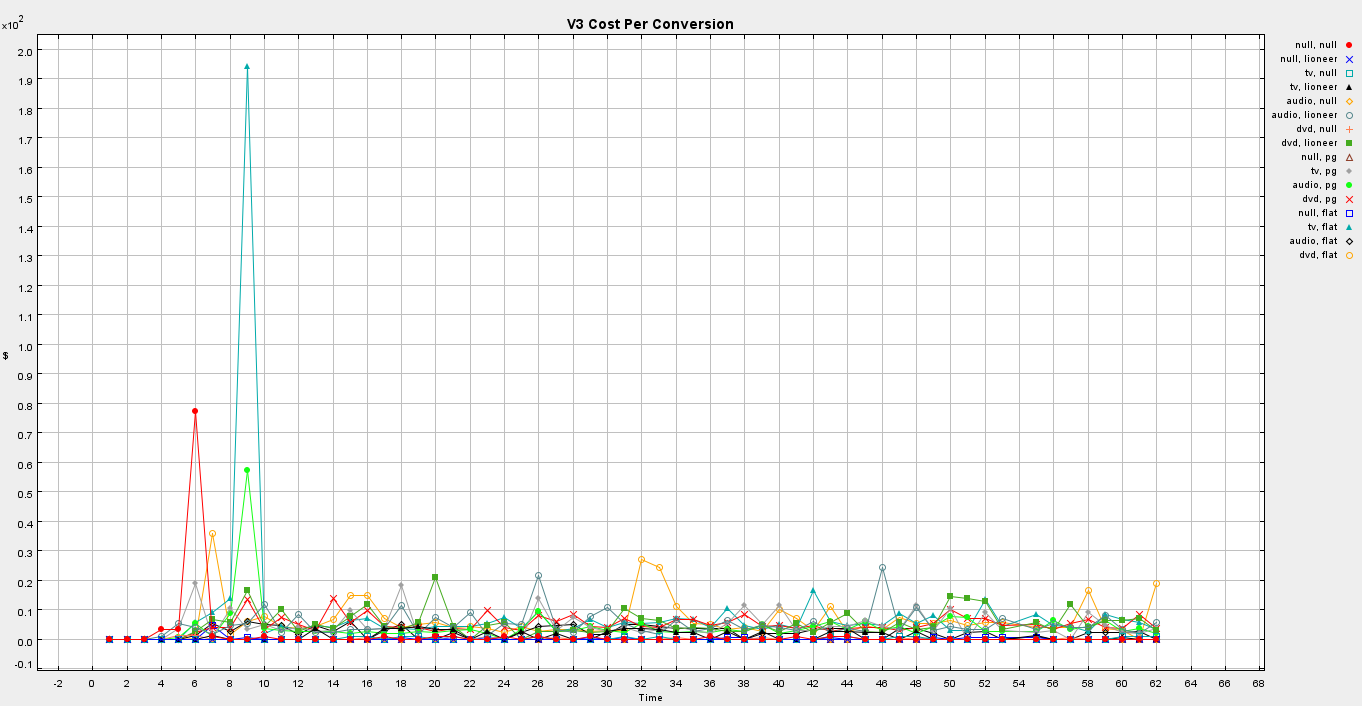 V3 Cost Per Conversion
x10^2
2.0
1.9
1.8
1.7
1.6
1.5
1.4
1.3
1.2
1.1
1.0
0.9
0.8
0.7
0.6
0.5
0.4
0.3
0.2
0.1
0.0
-0.1
$
-2 0 2 4 6 8 10 12 14 16 18 20 22 24 26 28 30 32 34 36 38 40 42 44 46 48 50 52 54 56 58 60 62 64 66 68
Time
null, null
null, lioneer
tv, null
tv, lioneer
audio, null
audio, lioneer
dvd, null
dvd, lioneer
null, pg
tv, pg
audio, pg
dvd, pg
null, flat
tv, flat
audio, flat
dvd, flat